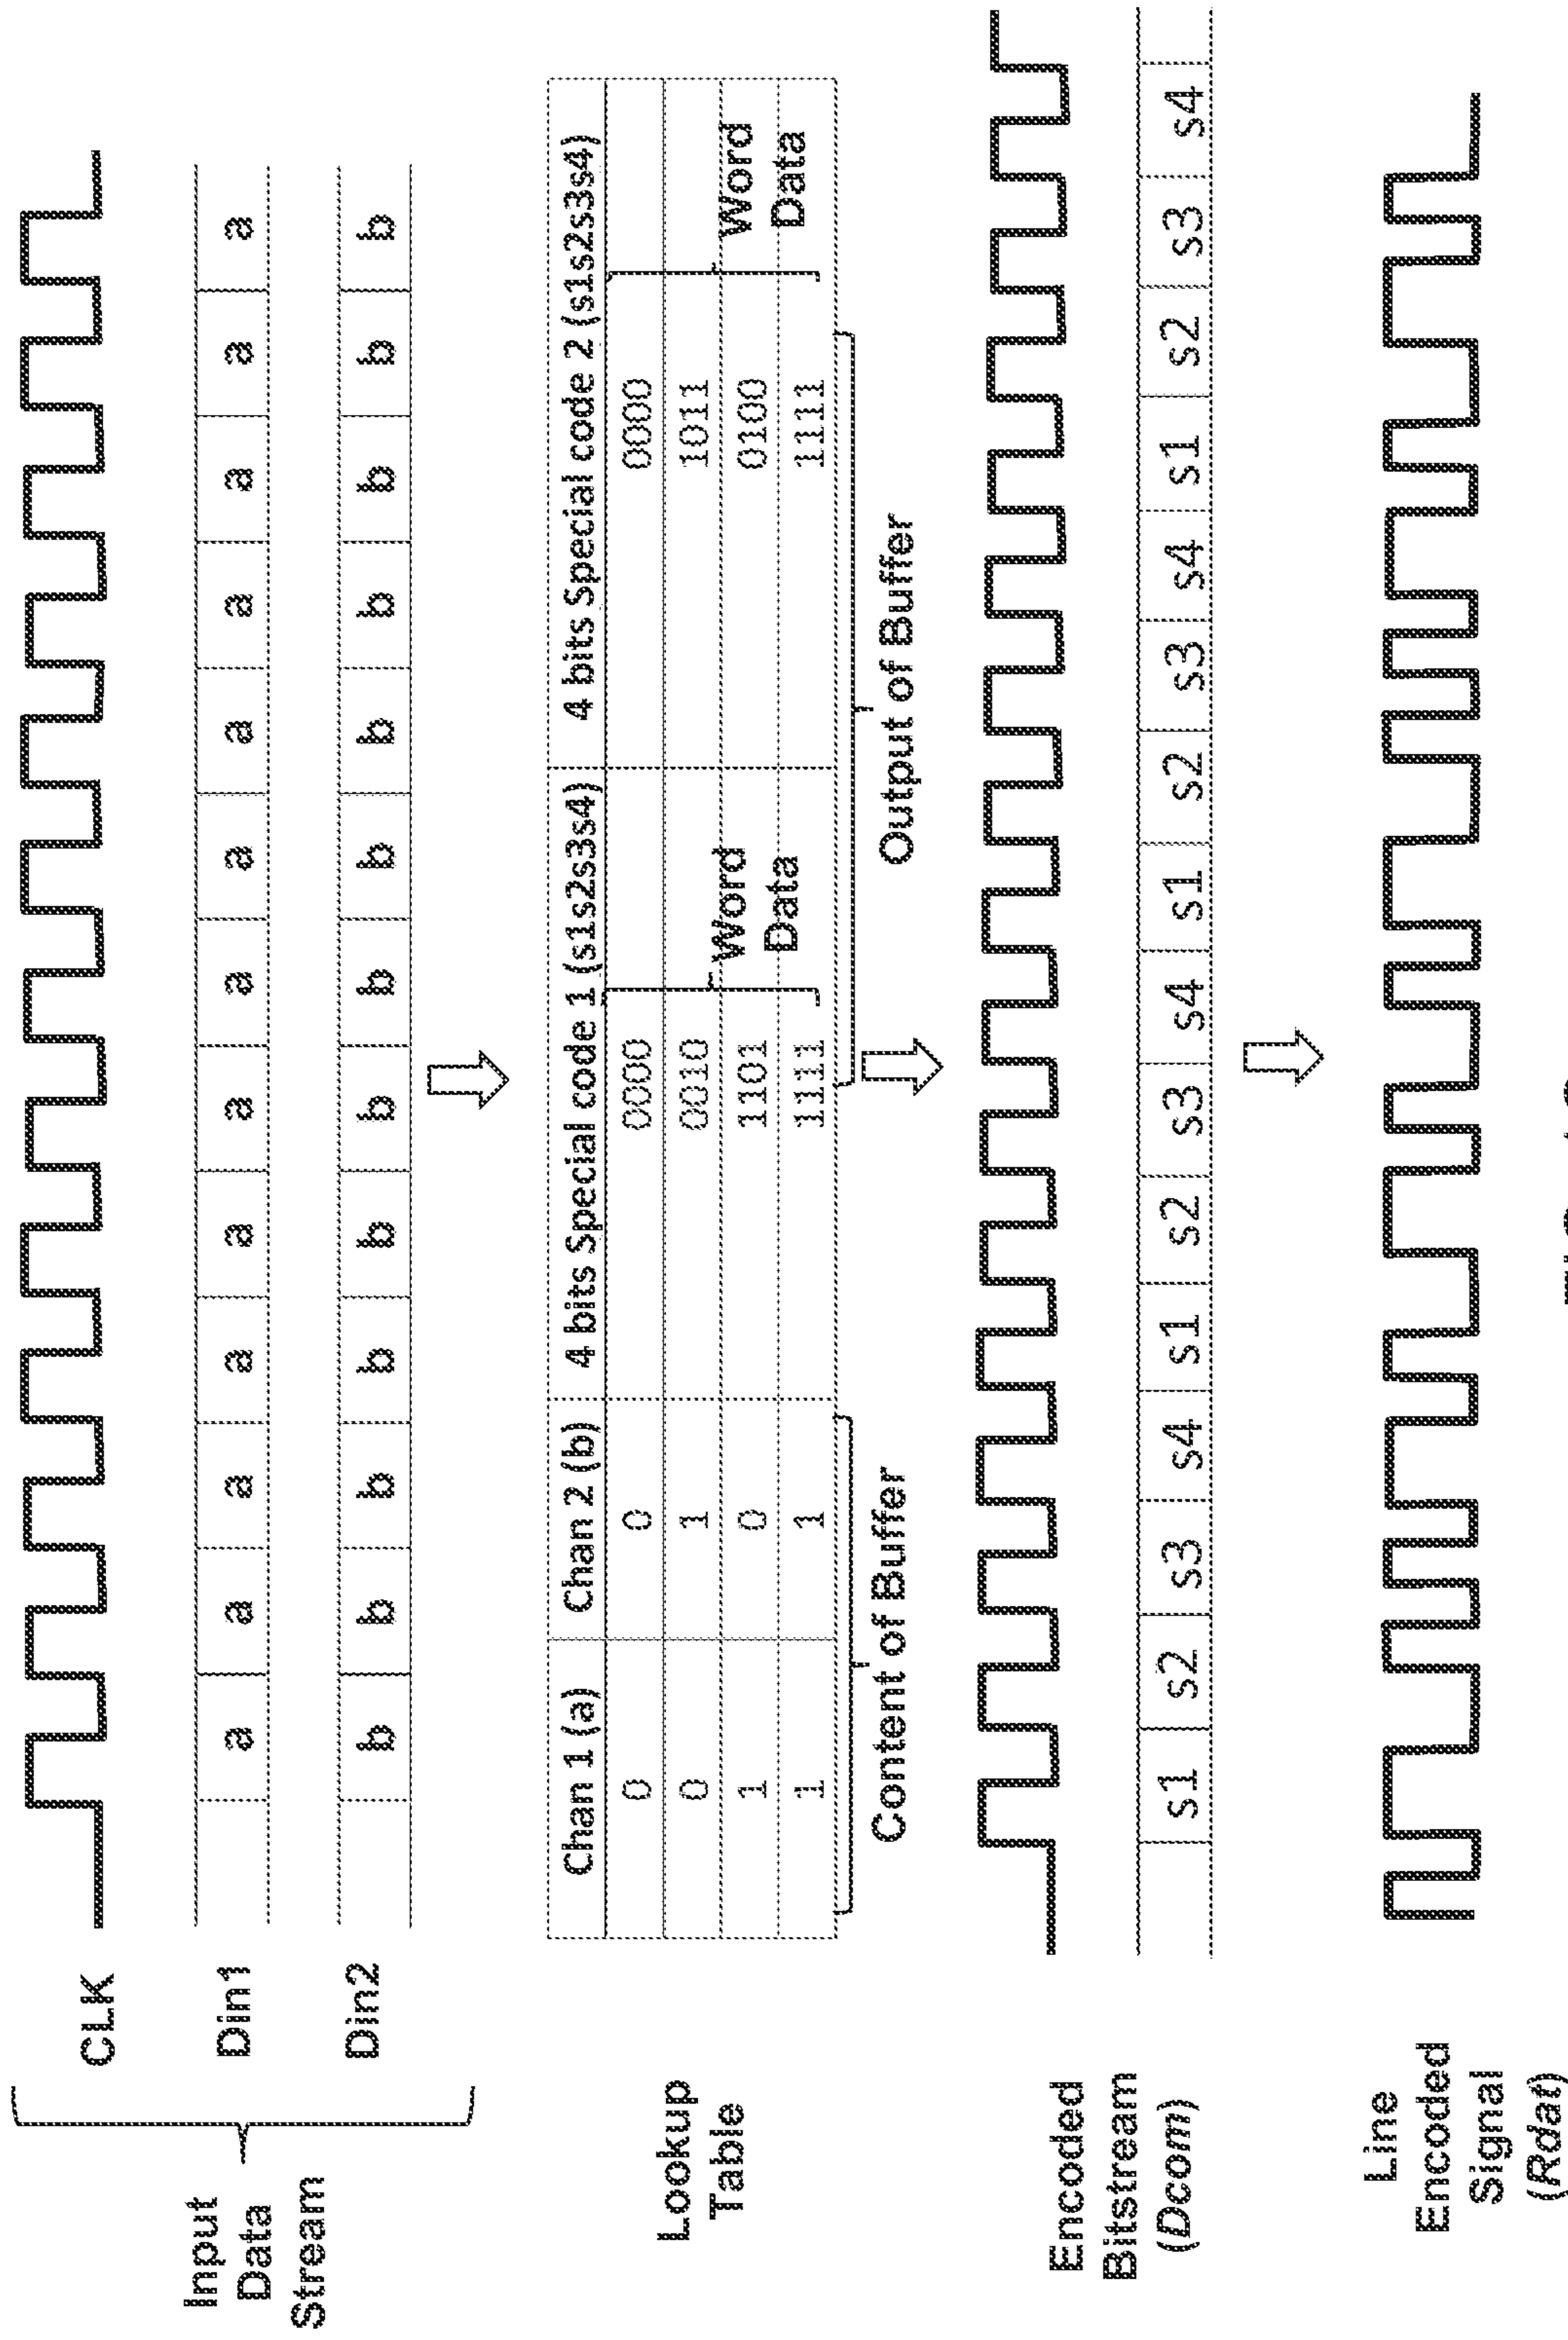 Input
Data
Stream
CLK
Din1
a a a a a a a a a a a a a
Din2
b b b b b b b b b b b b b
Lookup
Table
Chan 1 (a) Chan 2 (b) 4 bits Special code 1 (s1s2s3s4) 4 bits Special code 2 (s1s2s3s4)
0 0 0000 0000
0 1 0010 1011
1 0 1101 0100
1 1 1111 1111
Word
Data
Word
Data
Content of Buffer
Output of Buffer
Encoded
Bitstream
(Dcom)
s1 s2 s3 s4 s1 s2 s3 s4 s1 s2 s3 s4 s1 s2 s3 s4
Line
Encoded
Signal
(Rdat)